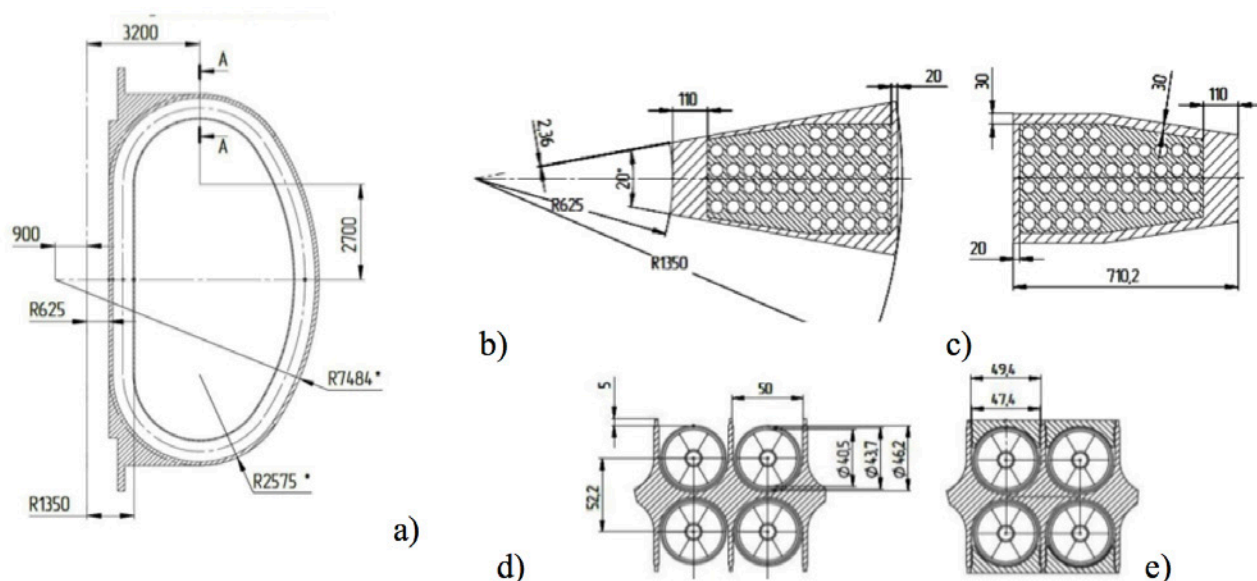 3200
A
A
900
2700
R625
R7484*
R2575*
R1350
a)
20
110
2,36
20°
R625
R1350
b)
30
30
110
20
710,2
c)
5
50
52,2
Ø40,5
Ø43,7
Ø46,2
d)
49,4
47,4
e)